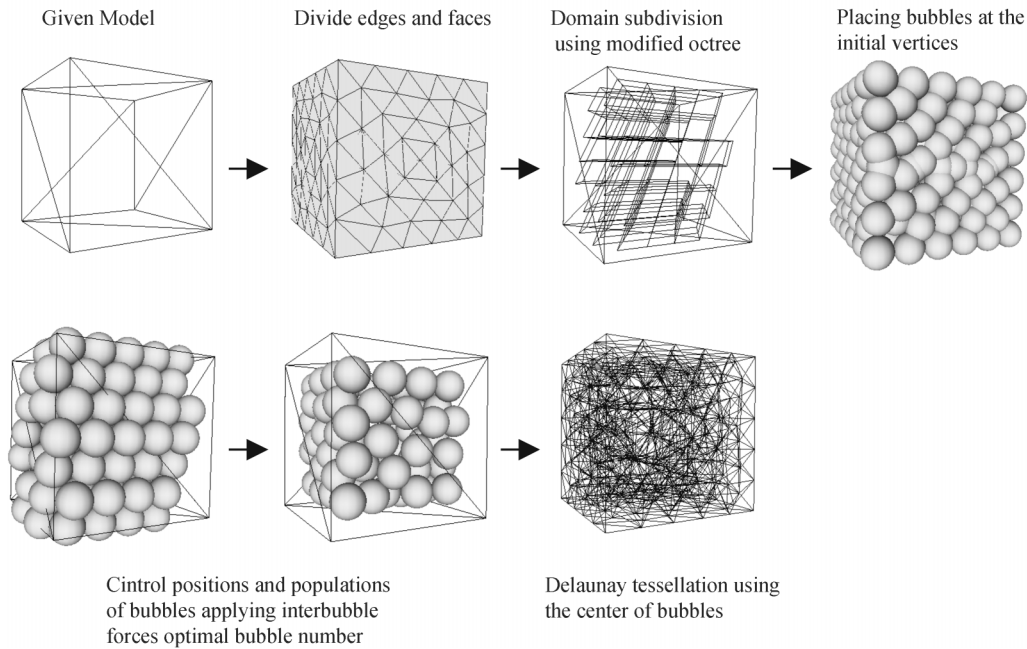 Given Model
Divide edges and faces
Domain subdivision
using modified octree
Placing bubbles at the
initial vertices
Cintrol positions and populations
of bubbles applying interbubble
forces optimal bubble number
Delaunay tessellation using
the center of bubbles